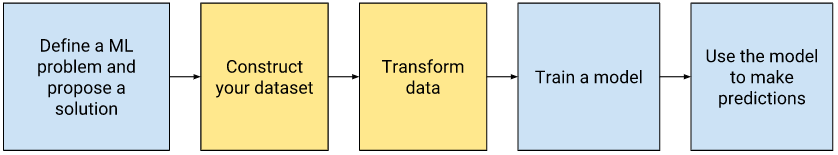 Define a ML
problem and
propose a
solution
Construct
your dataset
Transform
data
Train a model
Use the model
to make
predictions